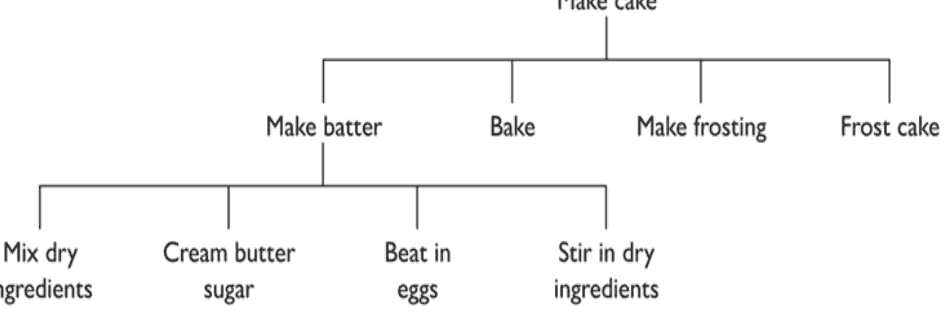 Make cake
Make batter Bake Make frosting Frost cake
Mix dry Cream butter Beat in Stir in dry
ngredients sugar eggs ingredients